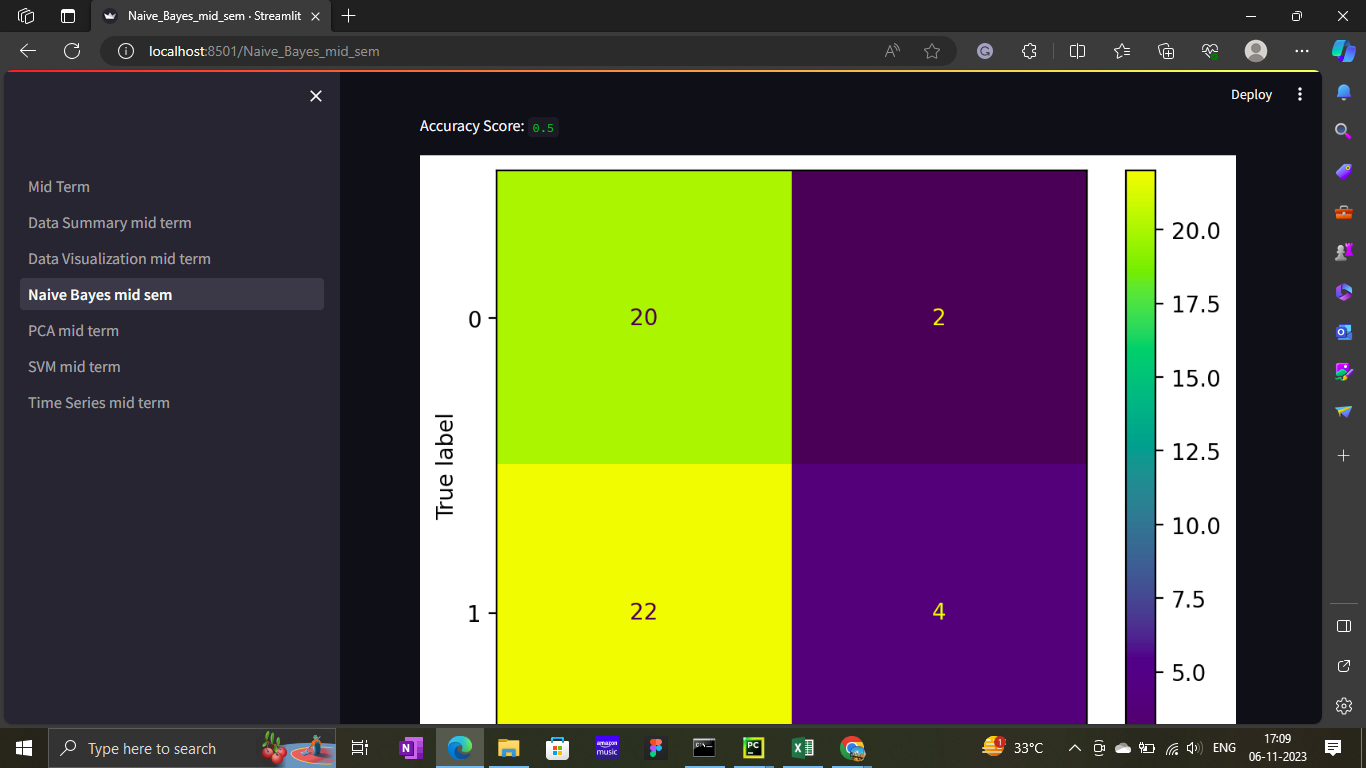 Naive_Bayes_mid_sem · Streamlit
localhost:8501/Naive_Bayes_mid_sem
Deploy
Mid Term
Data Summary mid term
Data Visualization mid term
Naive Bayes mid sem
PCA mid term
SVM mid term
Time Series mid term
Accuracy Score: 0.5
True label
0
1
20
2
22
4
20.0
17.5
15.0
12.5
10.0
7.5
5.0
Type here to search
N
amazon music
PC
33°C
ENG
17:09
06-11-2023